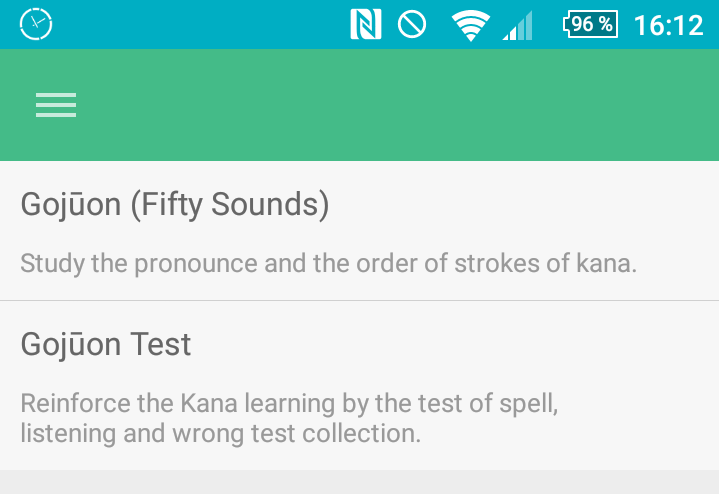 96 % 16:12
Gojūon (Fifty Sounds)
Study the pronounce and the order of strokes of kana.
Gojūon Test
Reinforce the Kana learning by the test of spell,
listening and wrong test collection.